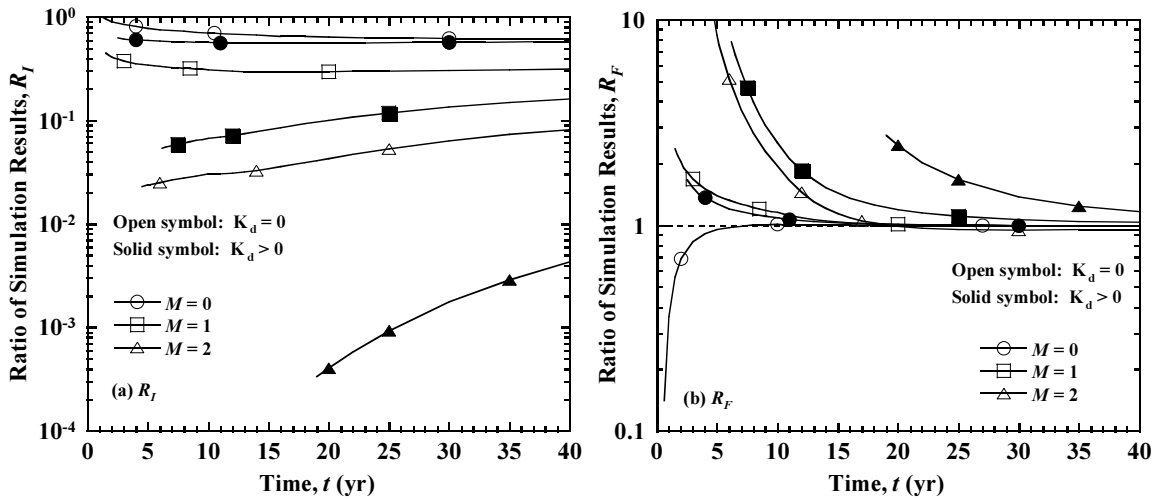 10⁰
10⁻¹
10⁻²
10⁻³
10⁻⁴
Ratio of Simulation Results, R_I
Open symbol: K_d = 0
Solid symbol: K_d > 0
M = 0
M = 1
M = 2
(a) R_I
0 5 10 15 20 25 30 35 40
Time, t (yr)
10
1
0.1
Ratio of Simulation Results, R_F
Open symbol: K_d = 0
Solid symbol: K_d > 0
M = 0
M = 1
M = 2
(b) R_F
0 5 10 15 20 25 30 35 40
Time, t (yr)